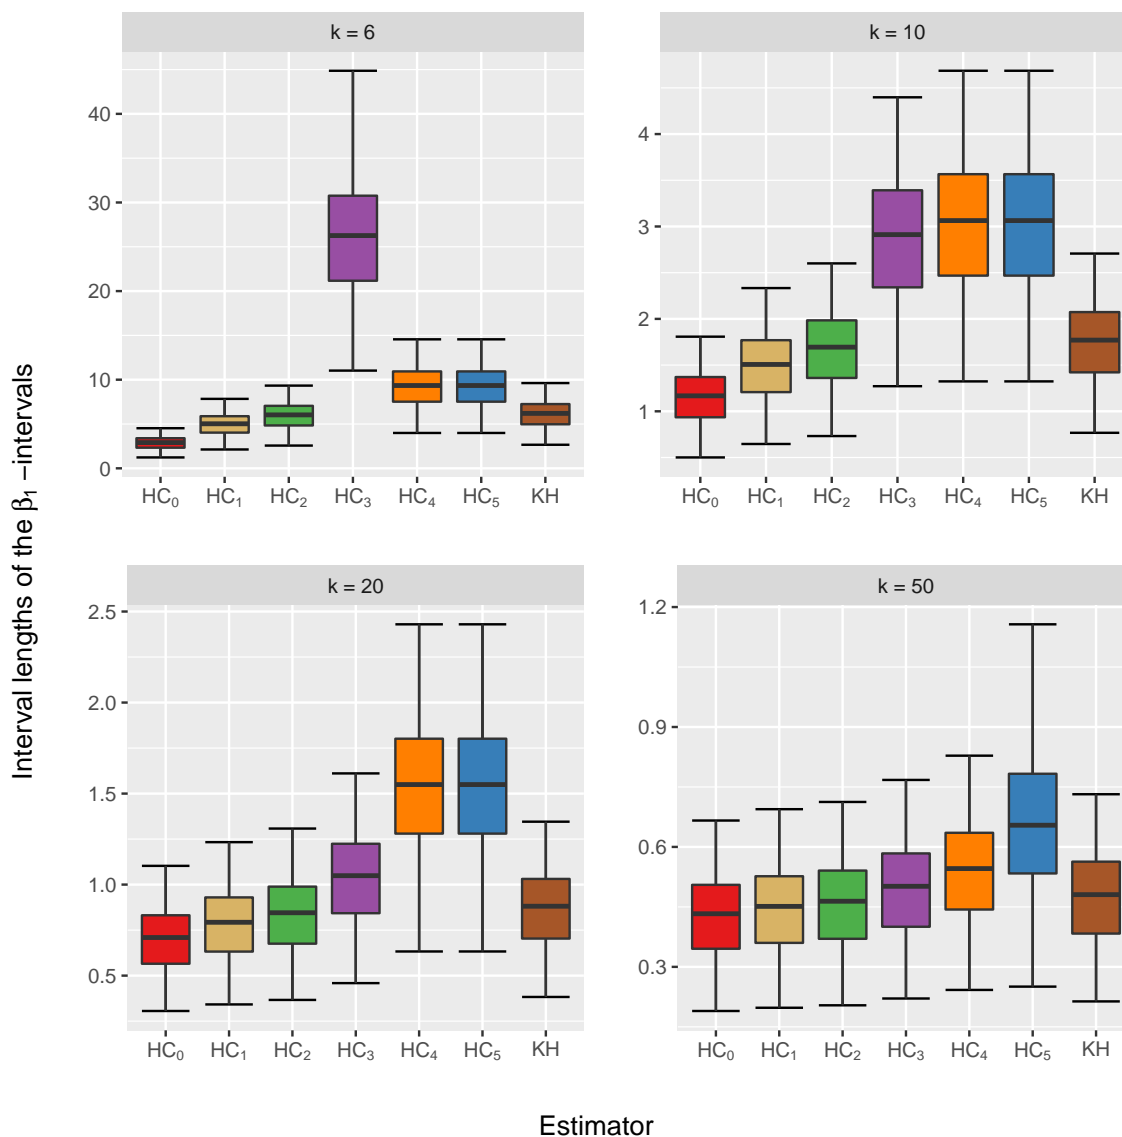 k = 6
40
30
20
10
0
HC₀ HC₁ HC₂ HC₃ HC₄ HC₅ KH
k = 10
4
3
2
1
HC₀ HC₁ HC₂ HC₃ HC₄ HC₅ KH
k = 20
2.5
2.0
1.5
1.0
0.5
HC₀ HC₁ HC₂ HC₃ HC₄ HC₅ KH
k = 50
1.2
0.9
0.6
0.3
HC₀ HC₁ HC₂ HC₃ HC₄ HC₅ KH
Interval lengths of the β₁ −intervals
Estimator